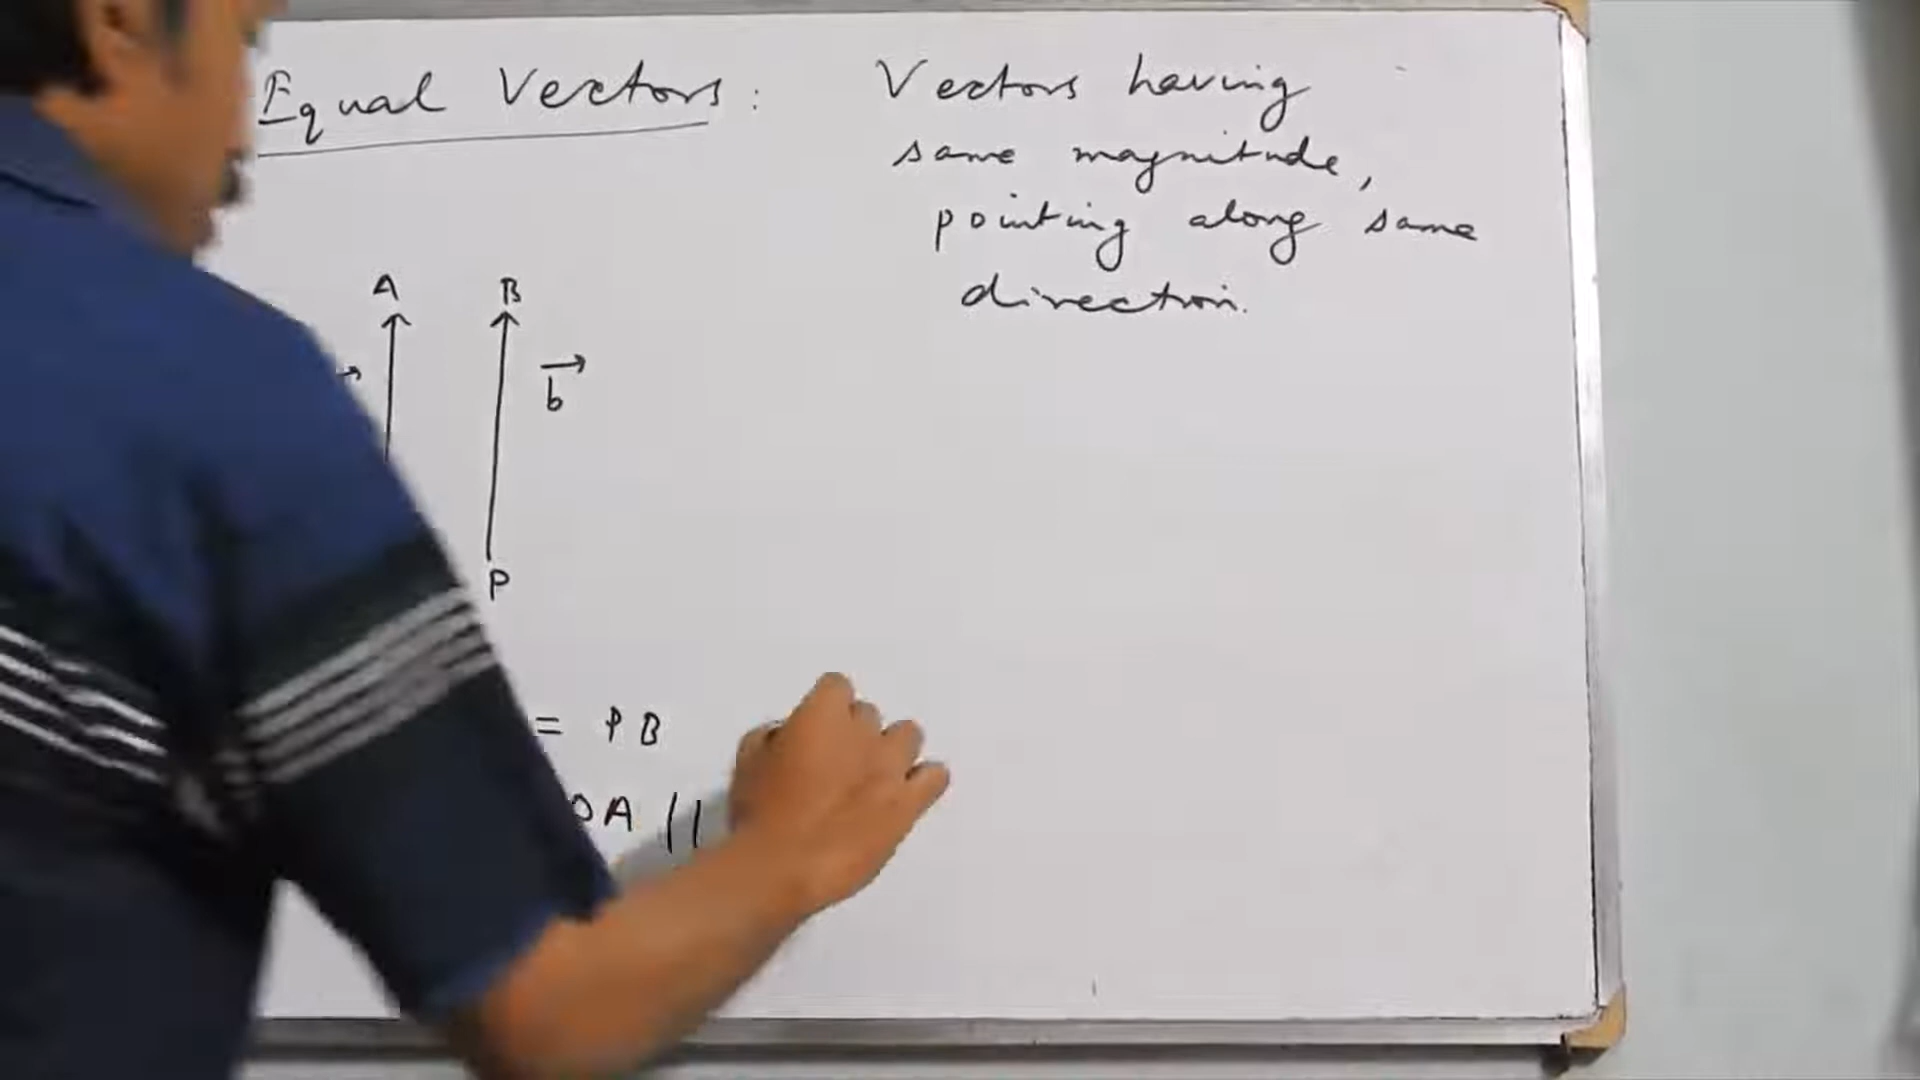 Equal Vectors :
Vectors having
same magnitude,
pointing along same
direction.
A B
b
P
= PB
OA ||